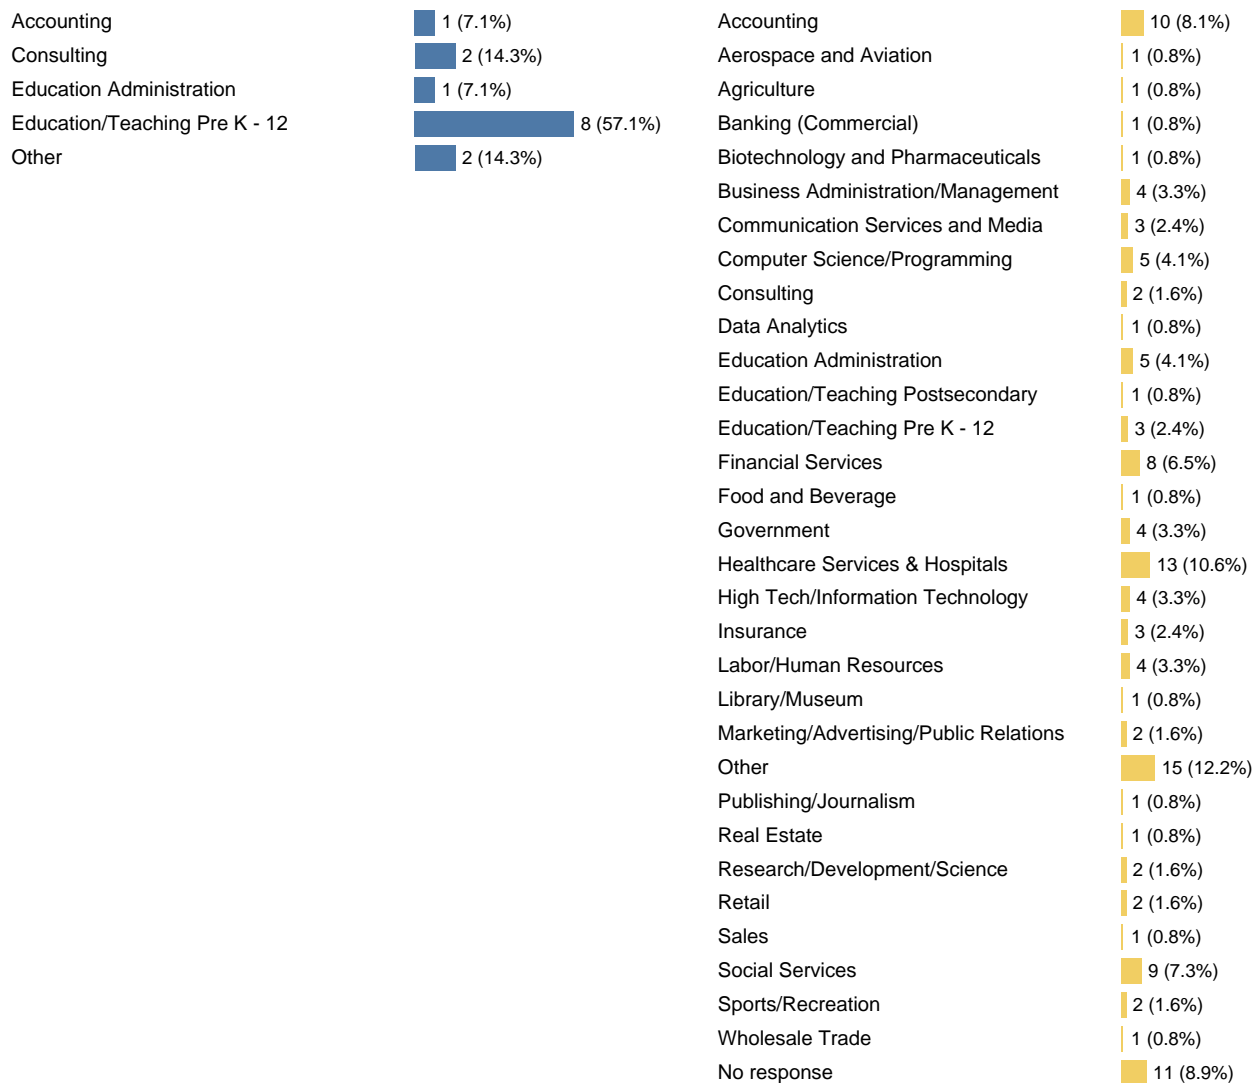 Accounting 1 (7.1%)
Consulting 2 (14.3%)
Education Administration 1 (7.1%)
Education/Teaching Pre K - 12 8 (57.1%)
Other 2 (14.3%)
Accounting 10 (8.1%)
Aerospace and Aviation 1 (0.8%)
Agriculture 1 (0.8%)
Banking (Commercial) 1 (0.8%)
Biotechnology and Pharmaceuticals 1 (0.8%)
Business Administration/Management 4 (3.3%)
Communication Services and Media 3 (2.4%)
Computer Science/Programming 5 (4.1%)
Consulting 2 (1.6%)
Data Analytics 1 (0.8%)
Education Administration 5 (4.1%)
Education/Teaching Postsecondary 1 (0.8%)
Education/Teaching Pre K - 12 3 (2.4%)
Financial Services 8 (6.5%)
Food and Beverage 1 (0.8%)
Government 4 (3.3%)
Healthcare Services & Hospitals 13 (10.6%)
High Tech/Information Technology 4 (3.3%)
Insurance 3 (2.4%)
Labor/Human Resources 4 (3.3%)
Library/Museum 1 (0.8%)
Marketing/Advertising/Public Relations 2 (1.6%)
Other 15 (12.2%)
Publishing/Journalism 1 (0.8%)
Real Estate 1 (0.8%)
Research/Development/Science 2 (1.6%)
Retail 2 (1.6%)
Sales 1 (0.8%)
Social Services 9 (7.3%)
Sports/Recreation 2 (1.6%)
Wholesale Trade 1 (0.8%)
No response 11 (8.9%)